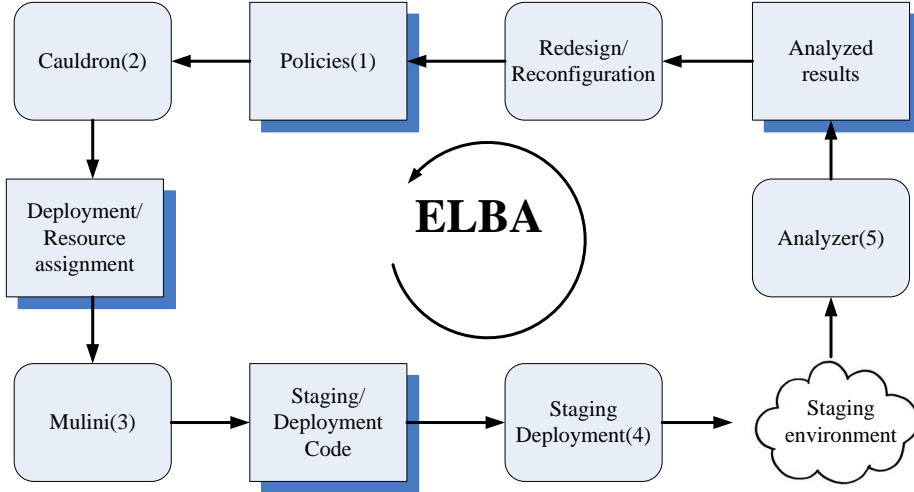 Cauldron(2)
Policies(1)
Redesign/
Reconfiguration
Analyzed
results
Deployment/
Resource
assignment
ELBA
Analyzer(5)
Mulini(3)
Staging/
Deployment
Code
Staging
Deployment(4)
Staging
environment